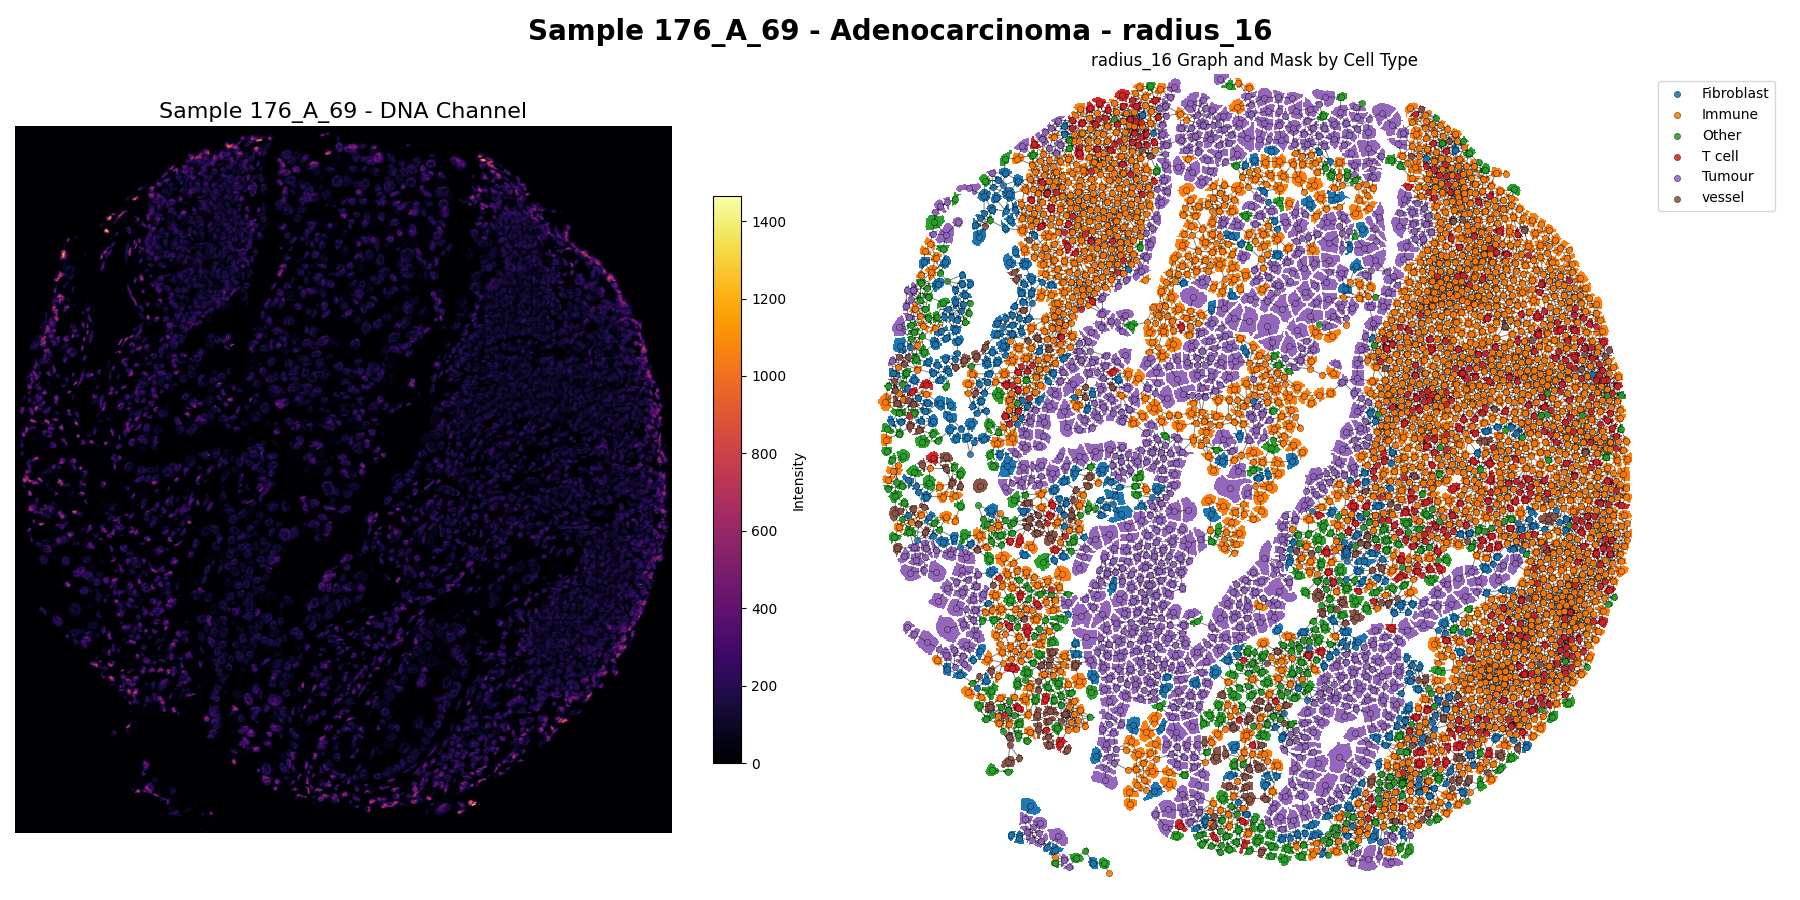 Sample 176_A_69 - Adenocarcinoma - radius_16
radius_16 Graph and Mask by Cell Type
Sample 176_A_69 - DNA Channel
Fibroblast
Immune
Other
T cell
Tumour
vessel
1400
1200
1000
800
600
400
200
0
Intensity